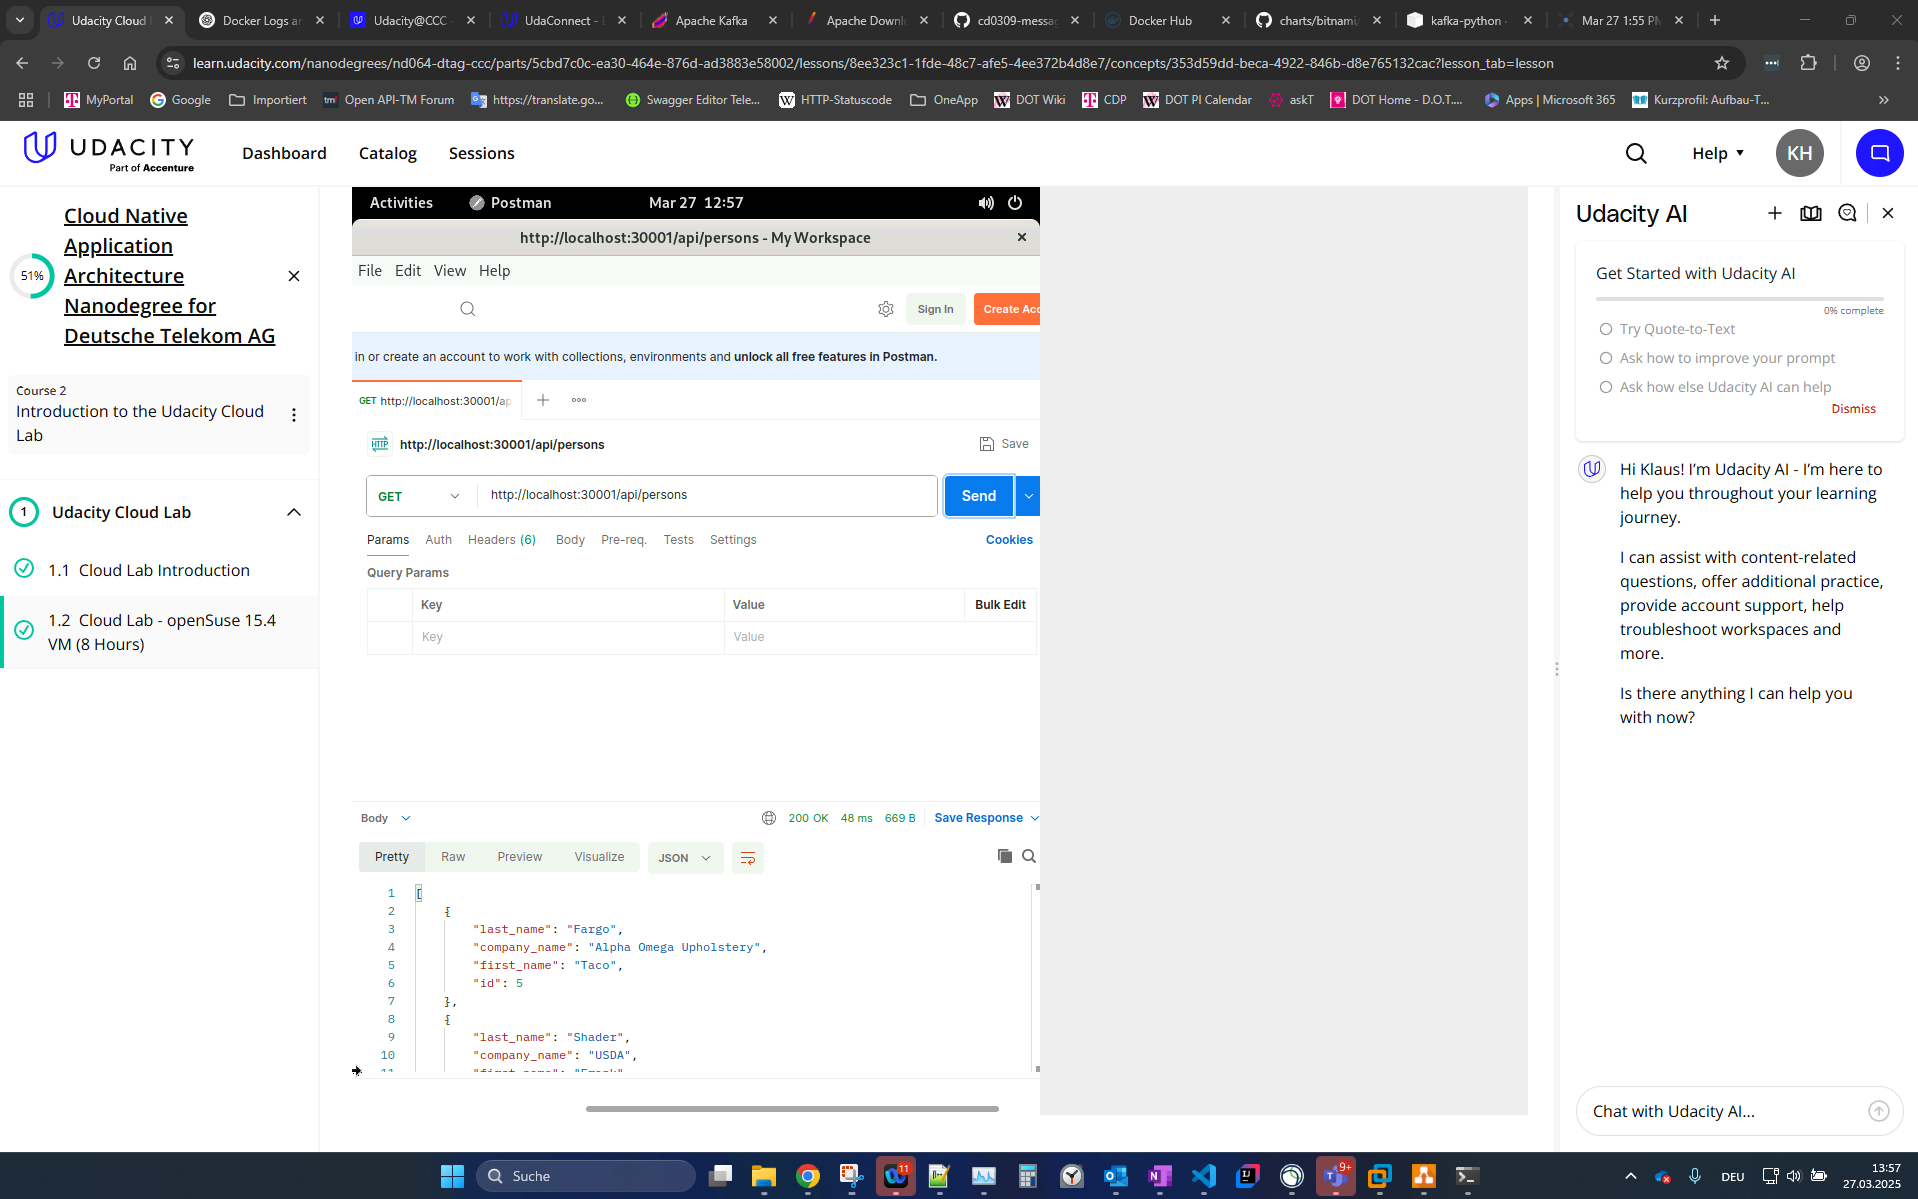 Udacity Cloud
Docker Logs an
Udacity@CCC
UdaConnect -
Apache Kafka
Apache Downl
cd0309-messag
Docker Hub
charts/bitnami
kafka-python
Mar 27 1:55 PM
learn.udacity.com/nanodegrees/nd064-dtag-ccc/parts/5cbd7c0c-ea30-464e-876d-ad3883e58002/lessons/8ee323c1-1fde-48c7-afe5-4ee372b4d8e7/concepts/353d59dd-beca-4922-846b-d8e765132cac?lesson_tab=lesson
MyPortal
Google
Importiert
Open API-TM Forum
https://translate.go...
Swagger Editor Tele...
HTTP-Statuscode
OneApp
DOT Wiki
CDP
DOT PI Calendar
askT
DOT Home - D.O.T....
Apps | Microsoft 365
Kurzprofil: Aufbau-T...
UDACITY
Part of Accenture
Dashboard
Catalog
Sessions
Help
KH
51%
Cloud Native
Application
Architecture
Nanodegree for
Deutsche Telekom AG
Course 2
Introduction to the Udacity Cloud
Lab
1
Udacity Cloud Lab
1.1 Cloud Lab Introduction
1.2 Cloud Lab - openSuse 15.4
VM (8 Hours)
Activities
Postman
Mar 27 12:57
http://localhost:30001/api/persons - My Workspace
File Edit View Help
Sign In
Create Acc
in or create an account to work with collections, environments and unlock all free features in Postman.
GET http://localhost:30001/ap
HTTP http://localhost:30001/api/persons
Save
GET
http://localhost:30001/api/persons
Send
Params Auth Headers (6) Body Pre-req. Tests Settings
Cookies
Query Params
Key Value Bulk Edit
Key Value
Body
200 OK 48 ms 669 B Save Response
Pretty Raw Preview Visualize JSON
1 [
2 {
3 "last_name": "Fargo",
4 "company_name": "Alpha Omega Upholstery",
5 "first_name": "Taco",
6 "id": 5
7 },
8 {
9 "last_name": "Shader",
10 "company_name": "USDA",
11 "first_name": "Frank"
Udacity AI
Get Started with Udacity AI
0% complete
Try Quote-to-Text
Ask how to improve your prompt
Ask how else Udacity AI can help
Dismiss
Hi Klaus! I’m Udacity AI - I’m here to
help you throughout your learning
journey.
I can assist with content-related
questions, offer additional practice,
provide account support, help
troubleshoot workspaces and
more.
Is there anything I can help you
with now?
Chat with Udacity AI...
Suche
11
9+
DEU
13:57
27.03.2025